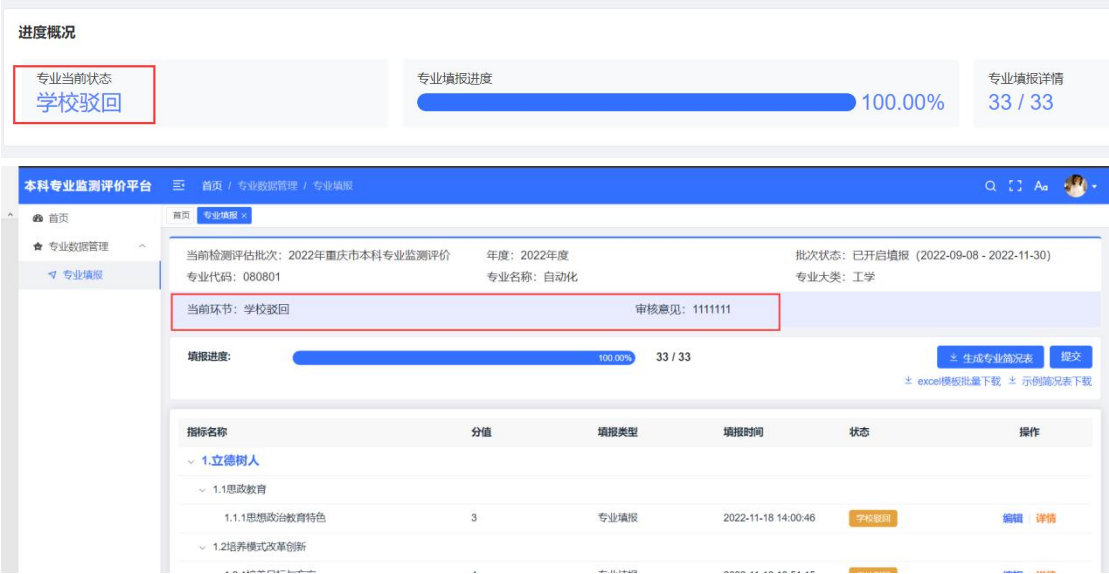 进度概况
专业当前状态 专业填报进度 专业填报详情
学校驳回 100.00% 33 / 33
本科专业监测评价平台 首页 / 专业数据管理 / 专业填报 Aa
首页 首页 专业填报 ×
专业数据管理
专业填报
当前检测评估批次：2022年重庆市本科专业监测评价 年度：2022年度 批次状态：已开启填报 (2022-09-08 - 2022-11-30)
专业代码：080801 专业名称：自动化 专业大类：工学
当前环节：学校驳回 审核意见：1111111
填报进度: 100.00% 33 / 33 生成专业简况表 提交
excel模板批量下载 示例简况表下载
指标名称 分值 填报类型 填报时间 状态 操作
1.立德树人
1.1思政教育
1.1.1思想政治教育特色 3 专业填报 2022-11-18 14:00:46 学校驳回 编辑 详情
1.2培养模式改革创新